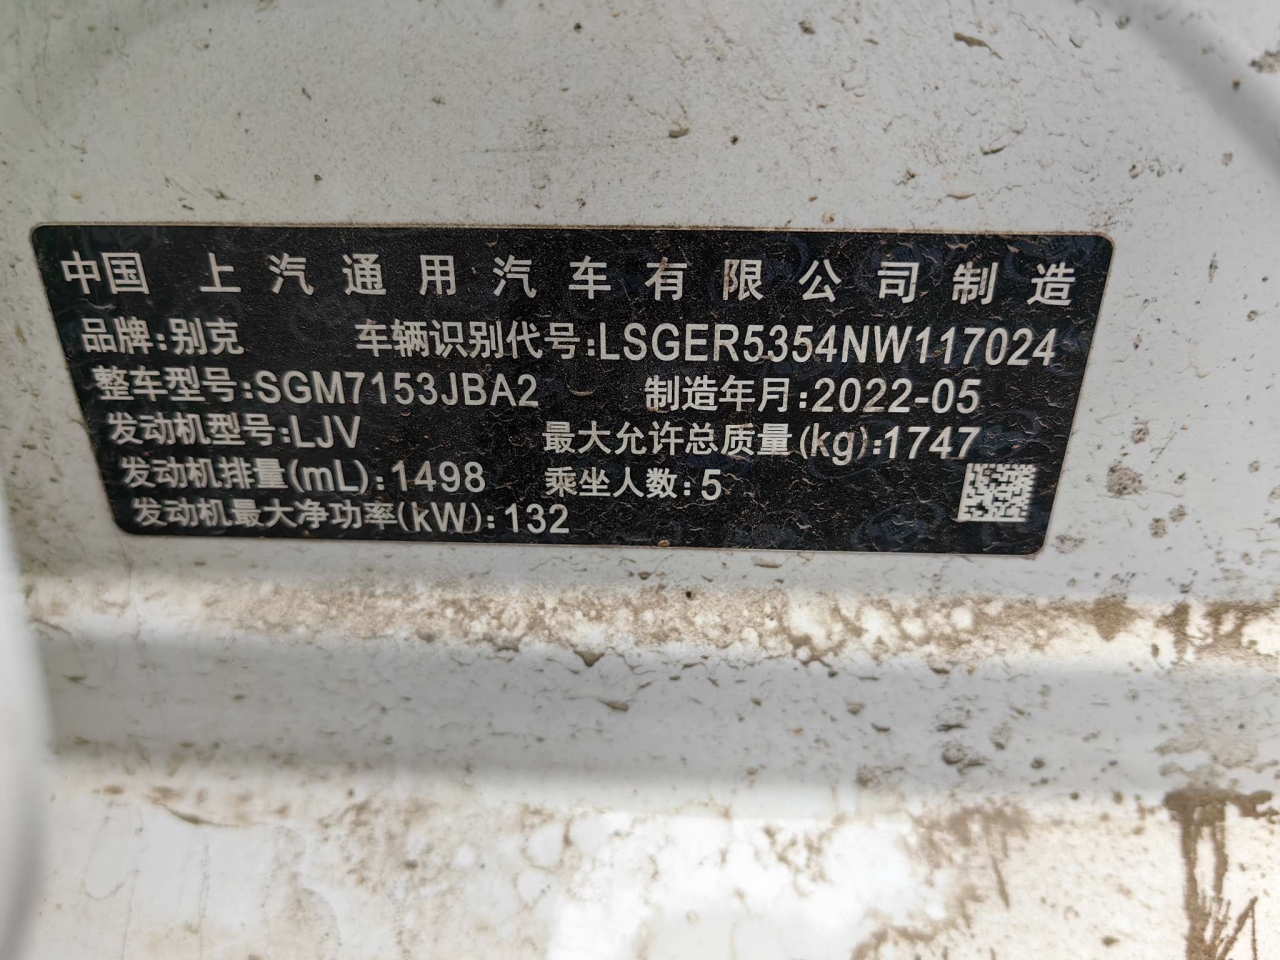 中国 上汽通用汽车有限公司制造
品牌:别克 车辆识别代号:LSGER5354NW117024
整车型号:SGM7153JBA2 制造年月:2022-05
发动机型号:LJV 最大允许总质量(kg):1747
发动机排量(mL):1498 乘坐人数:5
发动机最大净功率(kW):132